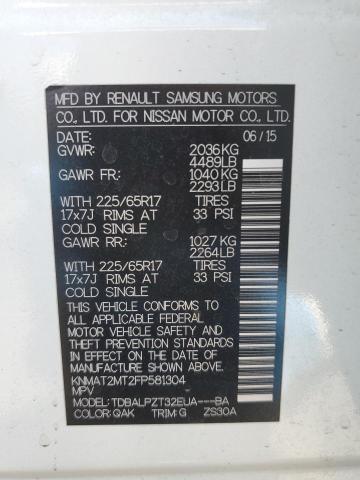 MFD BY RENAULT SAMSUNG MOTORS
CO., LTD. FOR NISSAN MOTOR CO., LTD.
DATE: 06/15
GVWR: 2036KG
4489LB
GAWR FR: 1040 KG
2293LB
WITH 225/65R17 TIRES
17x7J RIMS AT 33 PSI
COLD SINGLE
GAWR RR: 1027 KG
2264LB
WITH 225/65R17 TIRES
17x7J RIMS AT 33 PSI
COLD SINGLE
THIS VEHICLE CONFORMS TO
ALL APPLICABLE FEDERAL
MOTOR VEHICLE SAFETY
AND THEFT PREVENTION
STANDARDS IN EFFECT ON
THE DATE OF
MANUFACTURE SHOWN ABOVE.
KNMAT2MT2FP581304
MPV
MODEL: TDBALPZT32EUA---BA
COLOR: QAK TRIM: G ZS30A